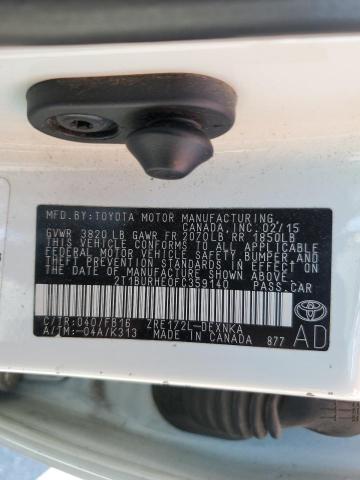 MFD.BY:TOYOTA MOTOR MANUFACTURING
CANADA,INC. 02/15
GVWR 3820 LB GAWR FR 2020LB RR 1850LB
THIS VEHICLE CONFORMS TO ALL APPLICABLE
FEDERAL MOTOR VEHICLE SAFETY, BUMPER, AND
THEFT PREVENTION STANDARDS IN EFFECT ON
THE DATE OF MANUFACTURE SHOWN ABOVE.
2T1BURHE0FC359140 PASS.CAR
C/TR:040/FB16 ZRE172L-DEXNKA
A/TM:-04A/K313 MADE IN CANADA 877
AD